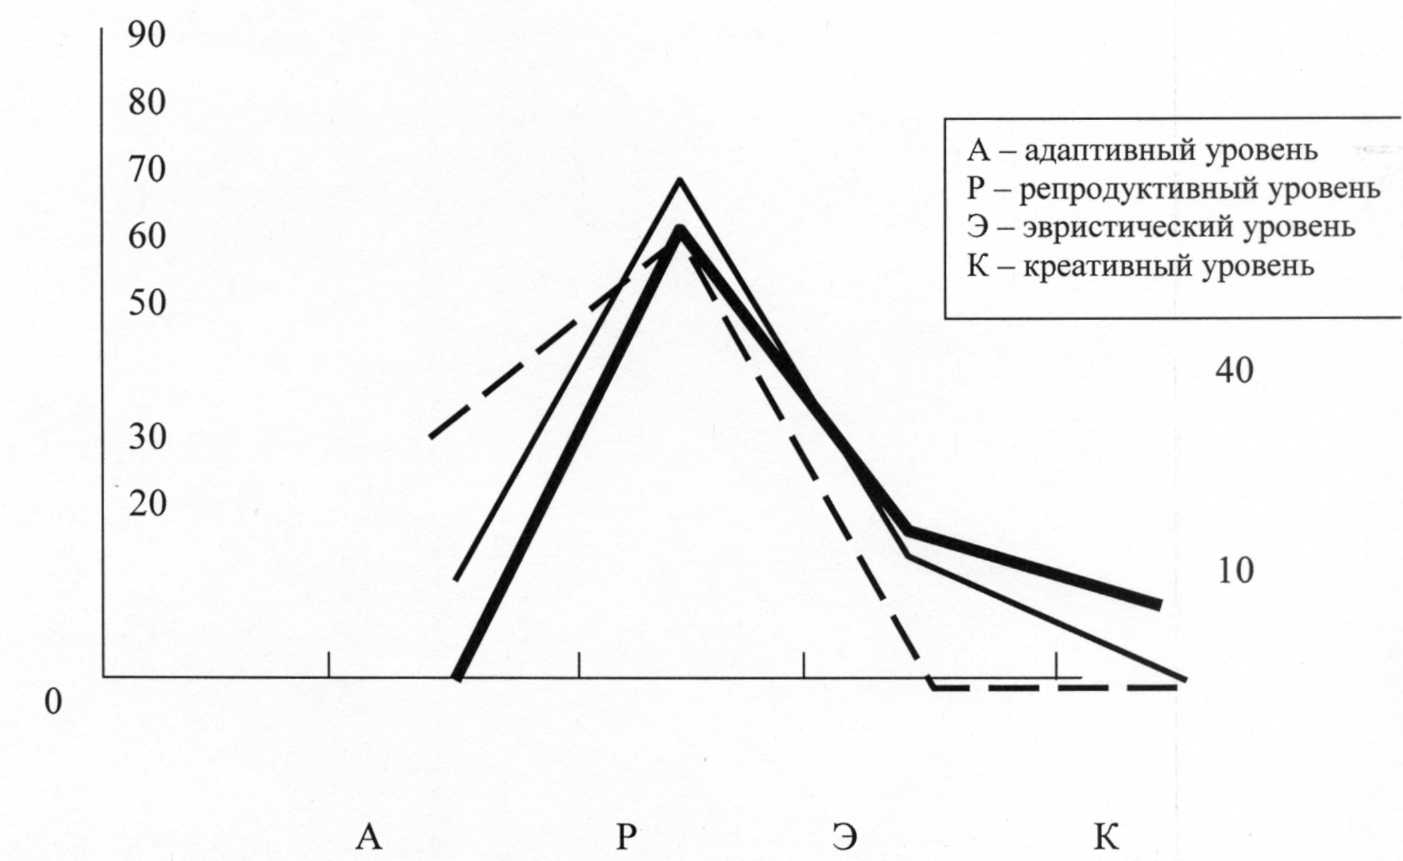 90
80
70
60
50
30
20
0
А – адаптивный уровень
Р – репродуктивный уровень
Э – эвристический уровень
К – креативный уровень
40
10
А Р Э К